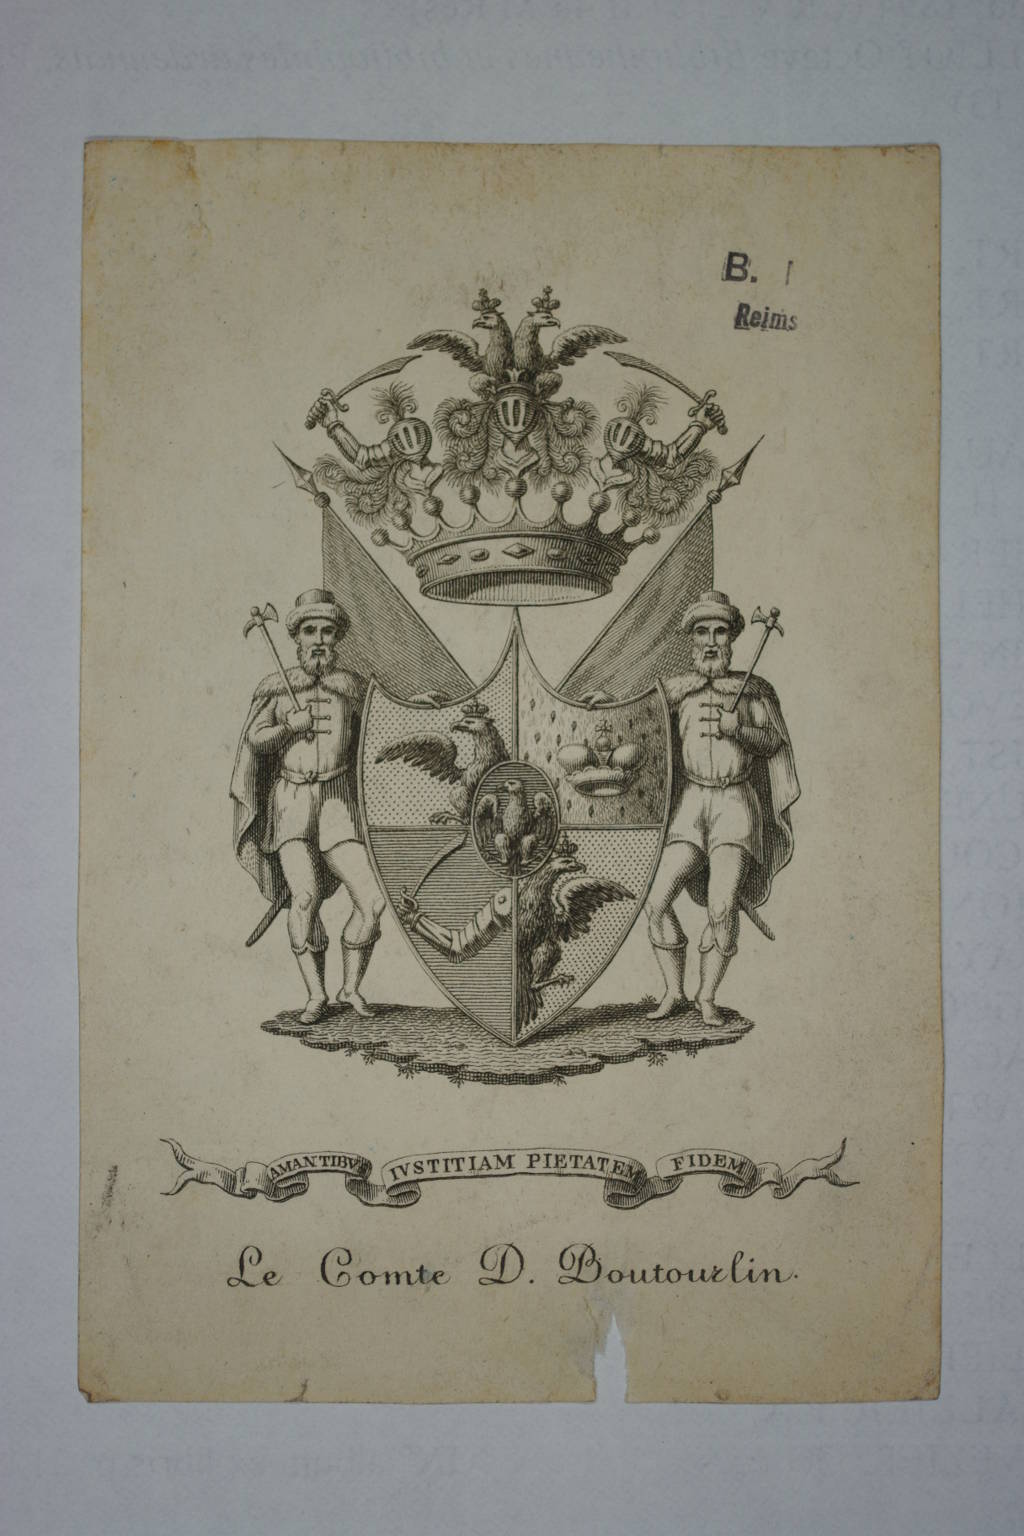 B.
Reims
AMANTIBVS IVSTITIAM PIETATEM FIDEM
Le Comte D. Boutourlin.